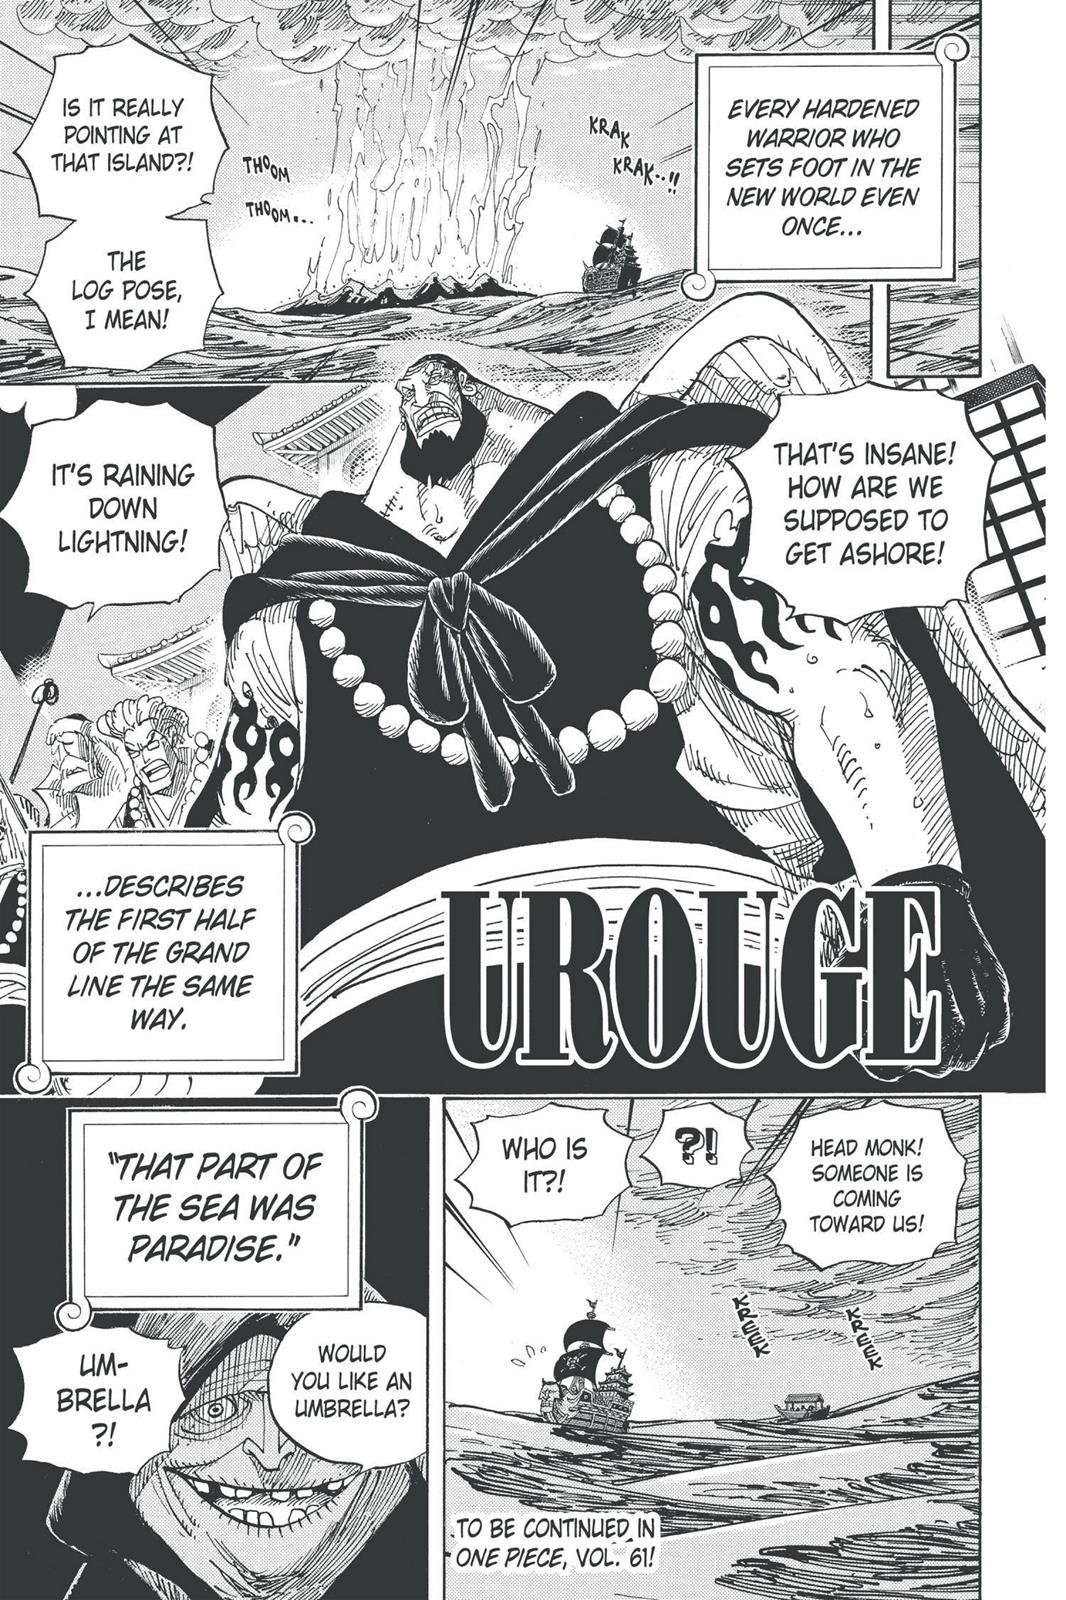 EVERY HARDENED
WARRIOR WHO
SETS FOOT IN THE
NEW WORLD EVEN
ONCE...
KRAK
KRAK..!!
IS IT REALLY
POINTING AT
THAT ISLAND?!
THOOM
THOOM...
THE
LOG POSE,
I MEAN!
THAT'S INSANE!
HOW ARE WE
SUPPOSED TO
GET ASHORE!
IT'S RAINING
DOWN
LIGHTNING!
...DESCRIBES
THE FIRST HALF
OF THE GRAND
LINE THE SAME
WAY.
UROUGE
HEAD MONK!
SOMEONE IS
COMING
TOWARD US!
?!
WHO IS
IT?!
KREEK
KREEK
TO BE CONTINUED IN
ONE PIECE, VOL. 61!
"THAT PART OF
THE SEA WAS
PARADISE."
WOULD
YOU LIKE AN
UMBRELLA?
UM-
BRELLA
?!